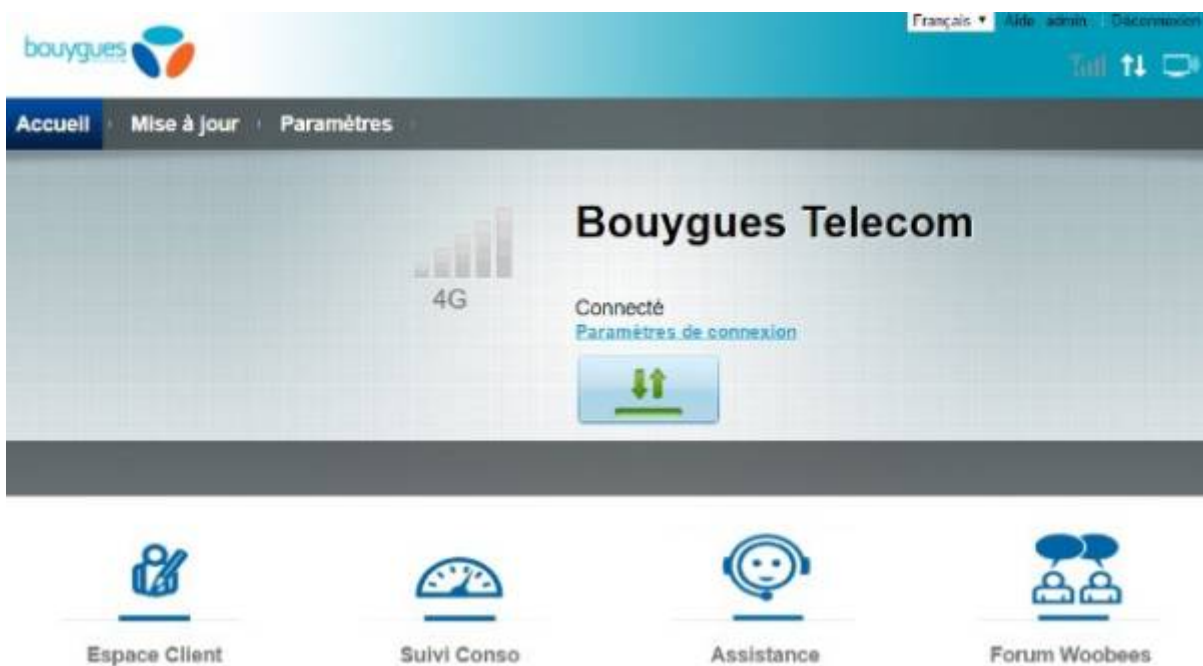 Français Aide admin Déconnexion
bouygues
Accueil Mise à jour Paramètres
Bouygues Telecom
4G
Connecté
Paramètres de connexion
Espace Client Suivi Conso Assistance Forum Woobees